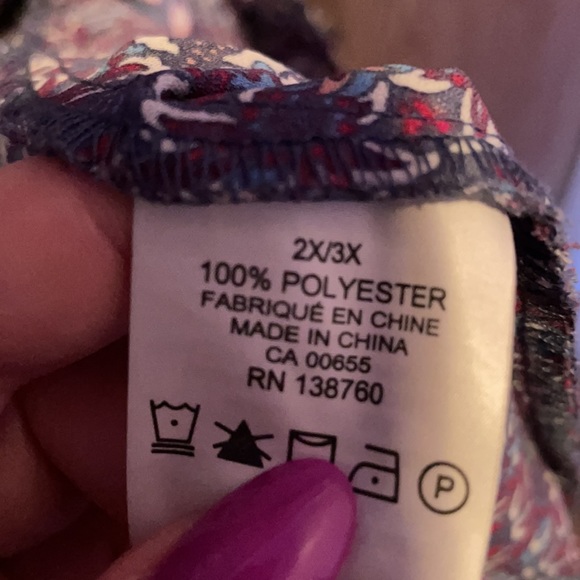 2X/3X
100% POLYESTER
FABRIQUÉ EN CHINE
MADE IN CHINA
CA 00655
RN 138760
P